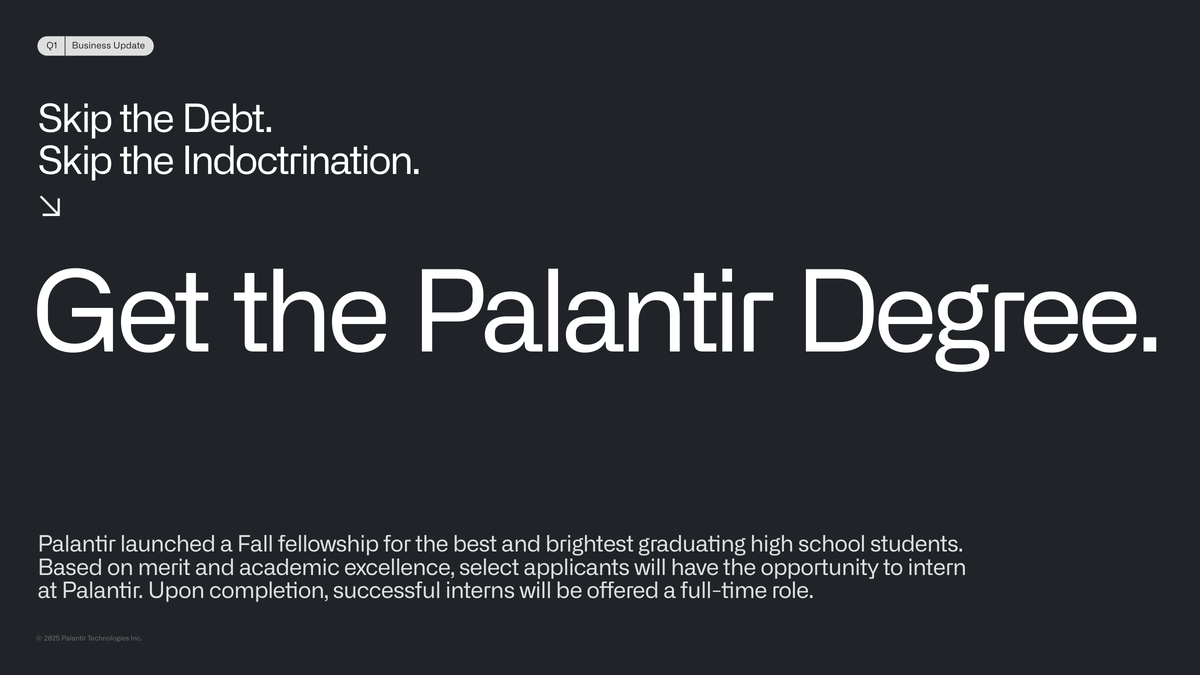 Q1 Business Update
Skip the Debt.
Skip the Indoctrination.
Get the Palantir Degree.
Palantir launched a Fall fellowship for the best and brightest graduating high school students.
Based on merit and academic excellence, select applicants will have the opportunity to intern
at Palantir. Upon completion, successful interns will be offered a full-time role.
© 2025 Palantir Technologies Inc.